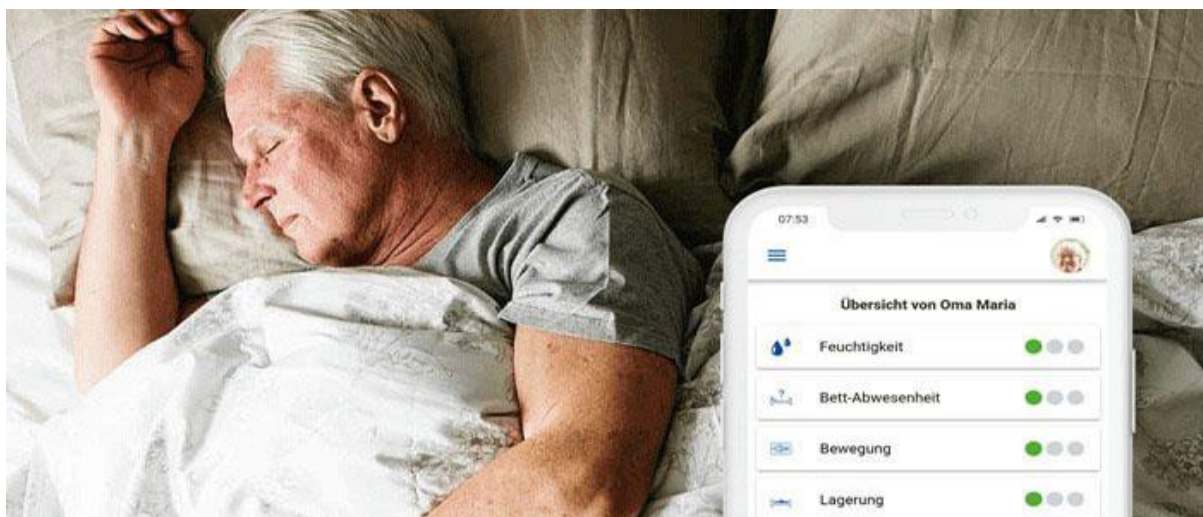 07:53
Übersicht von Oma Maria
Feuchtigkeit
Bett-Abwesenheit
Bewegung
Lagerung